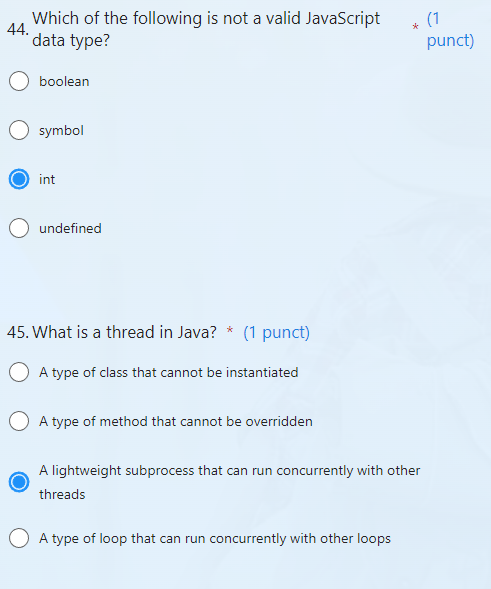 44. Which of the following is not a valid JavaScript * (1
data type? punct)
boolean
symbol
int
undefined
45. What is a thread in Java? * (1 punct)
A type of class that cannot be instantiated
A type of method that cannot be overridden
A lightweight subprocess that can run concurrently with other
threads
A type of loop that can run concurrently with other loops